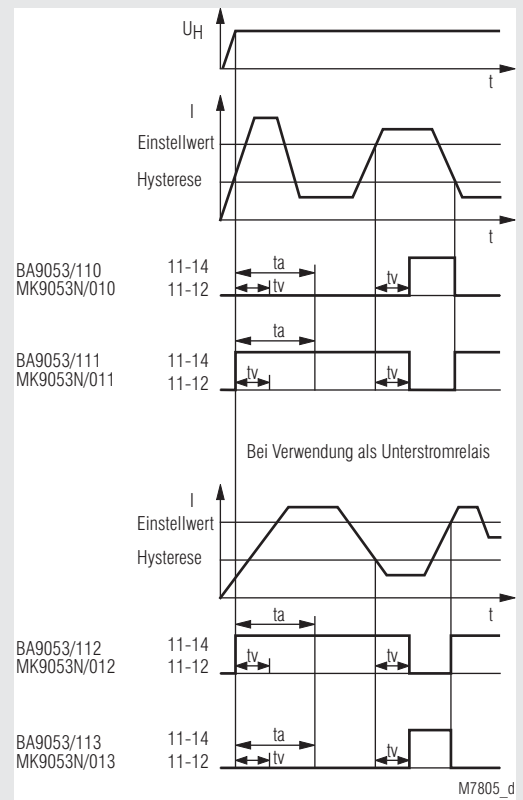 UH
t
I
Einstellwert
Hysterese
t
BA9053/110 11-14 ta
MK9053N/010 11-12 tv tv
ta
BA9053/111 11-14
MK9053N/011 11-12 tv tv
Bei Verwendung als Unterstromrelais
I
Einstellwert
Hysterese
t
ta
BA9053/112 11-14
MK9053N/012 11-12 tv tv
BA9053/113 11-14 ta
MK9053N/013 11-12 tv tv
M7805_d